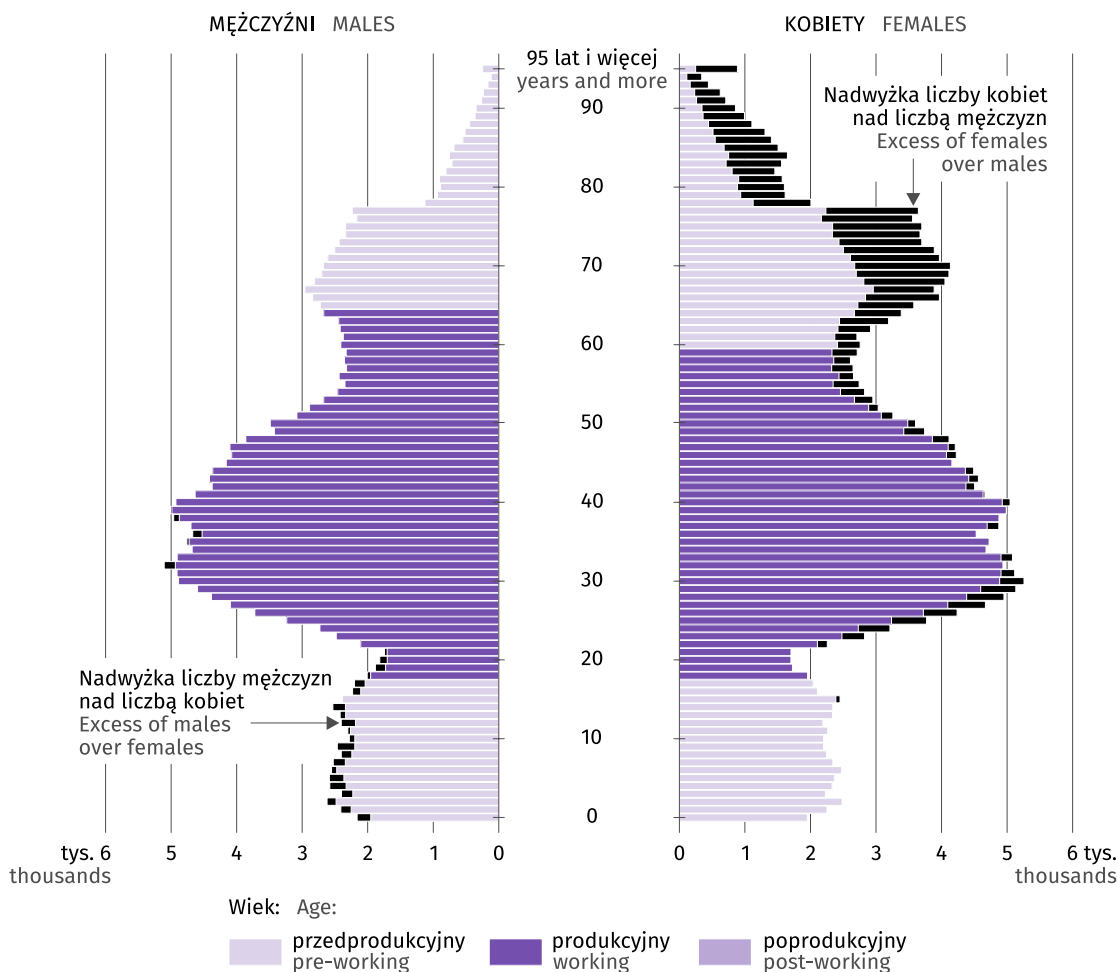 MĘŻCZYŹNI MALES
KOBIETY FEMALES
95 lat i więcej
years and more
Nadwyżka liczby kobiet
nad liczbą mężczyzn
Excess of females
over males
90
80
70
60
50
40
30
20
10
0
Nadwyżka liczby mężczyzn
nad liczbą kobiet
Excess of males
over females
tys. 6 5 4 3 2 1 0
thousands
0 1 2 3 4 5 6 tys.
thousands
Wiek: Age:
przedprodukcyjny
pre-working
produkcyjny
working
poprodukcyjny
post-working